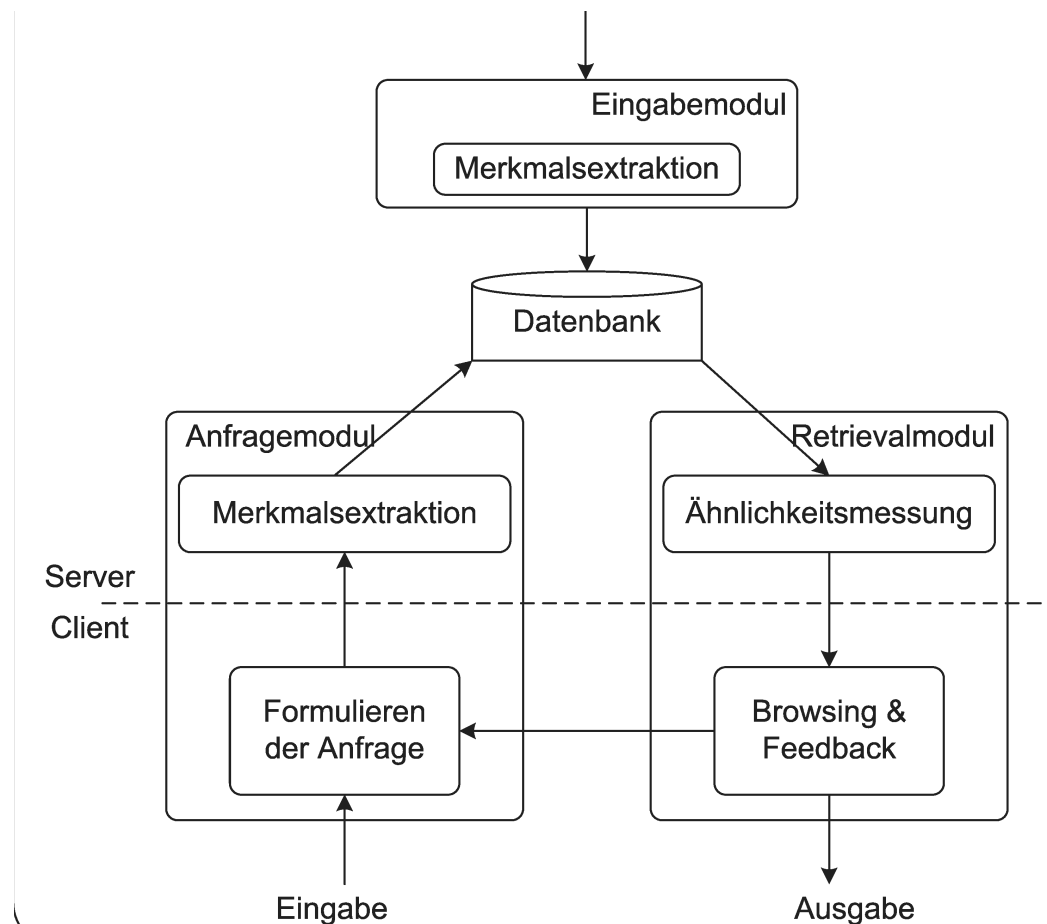 Eingabemodul
Merkmalsextraktion
Datenbank
Anfragemodul
Merkmalsextraktion
Retrievalmodul
Ähnlichkeitsmessung
Server
Client
Formulieren
der Anfrage
Browsing &
Feedback
Eingabe
Ausgabe